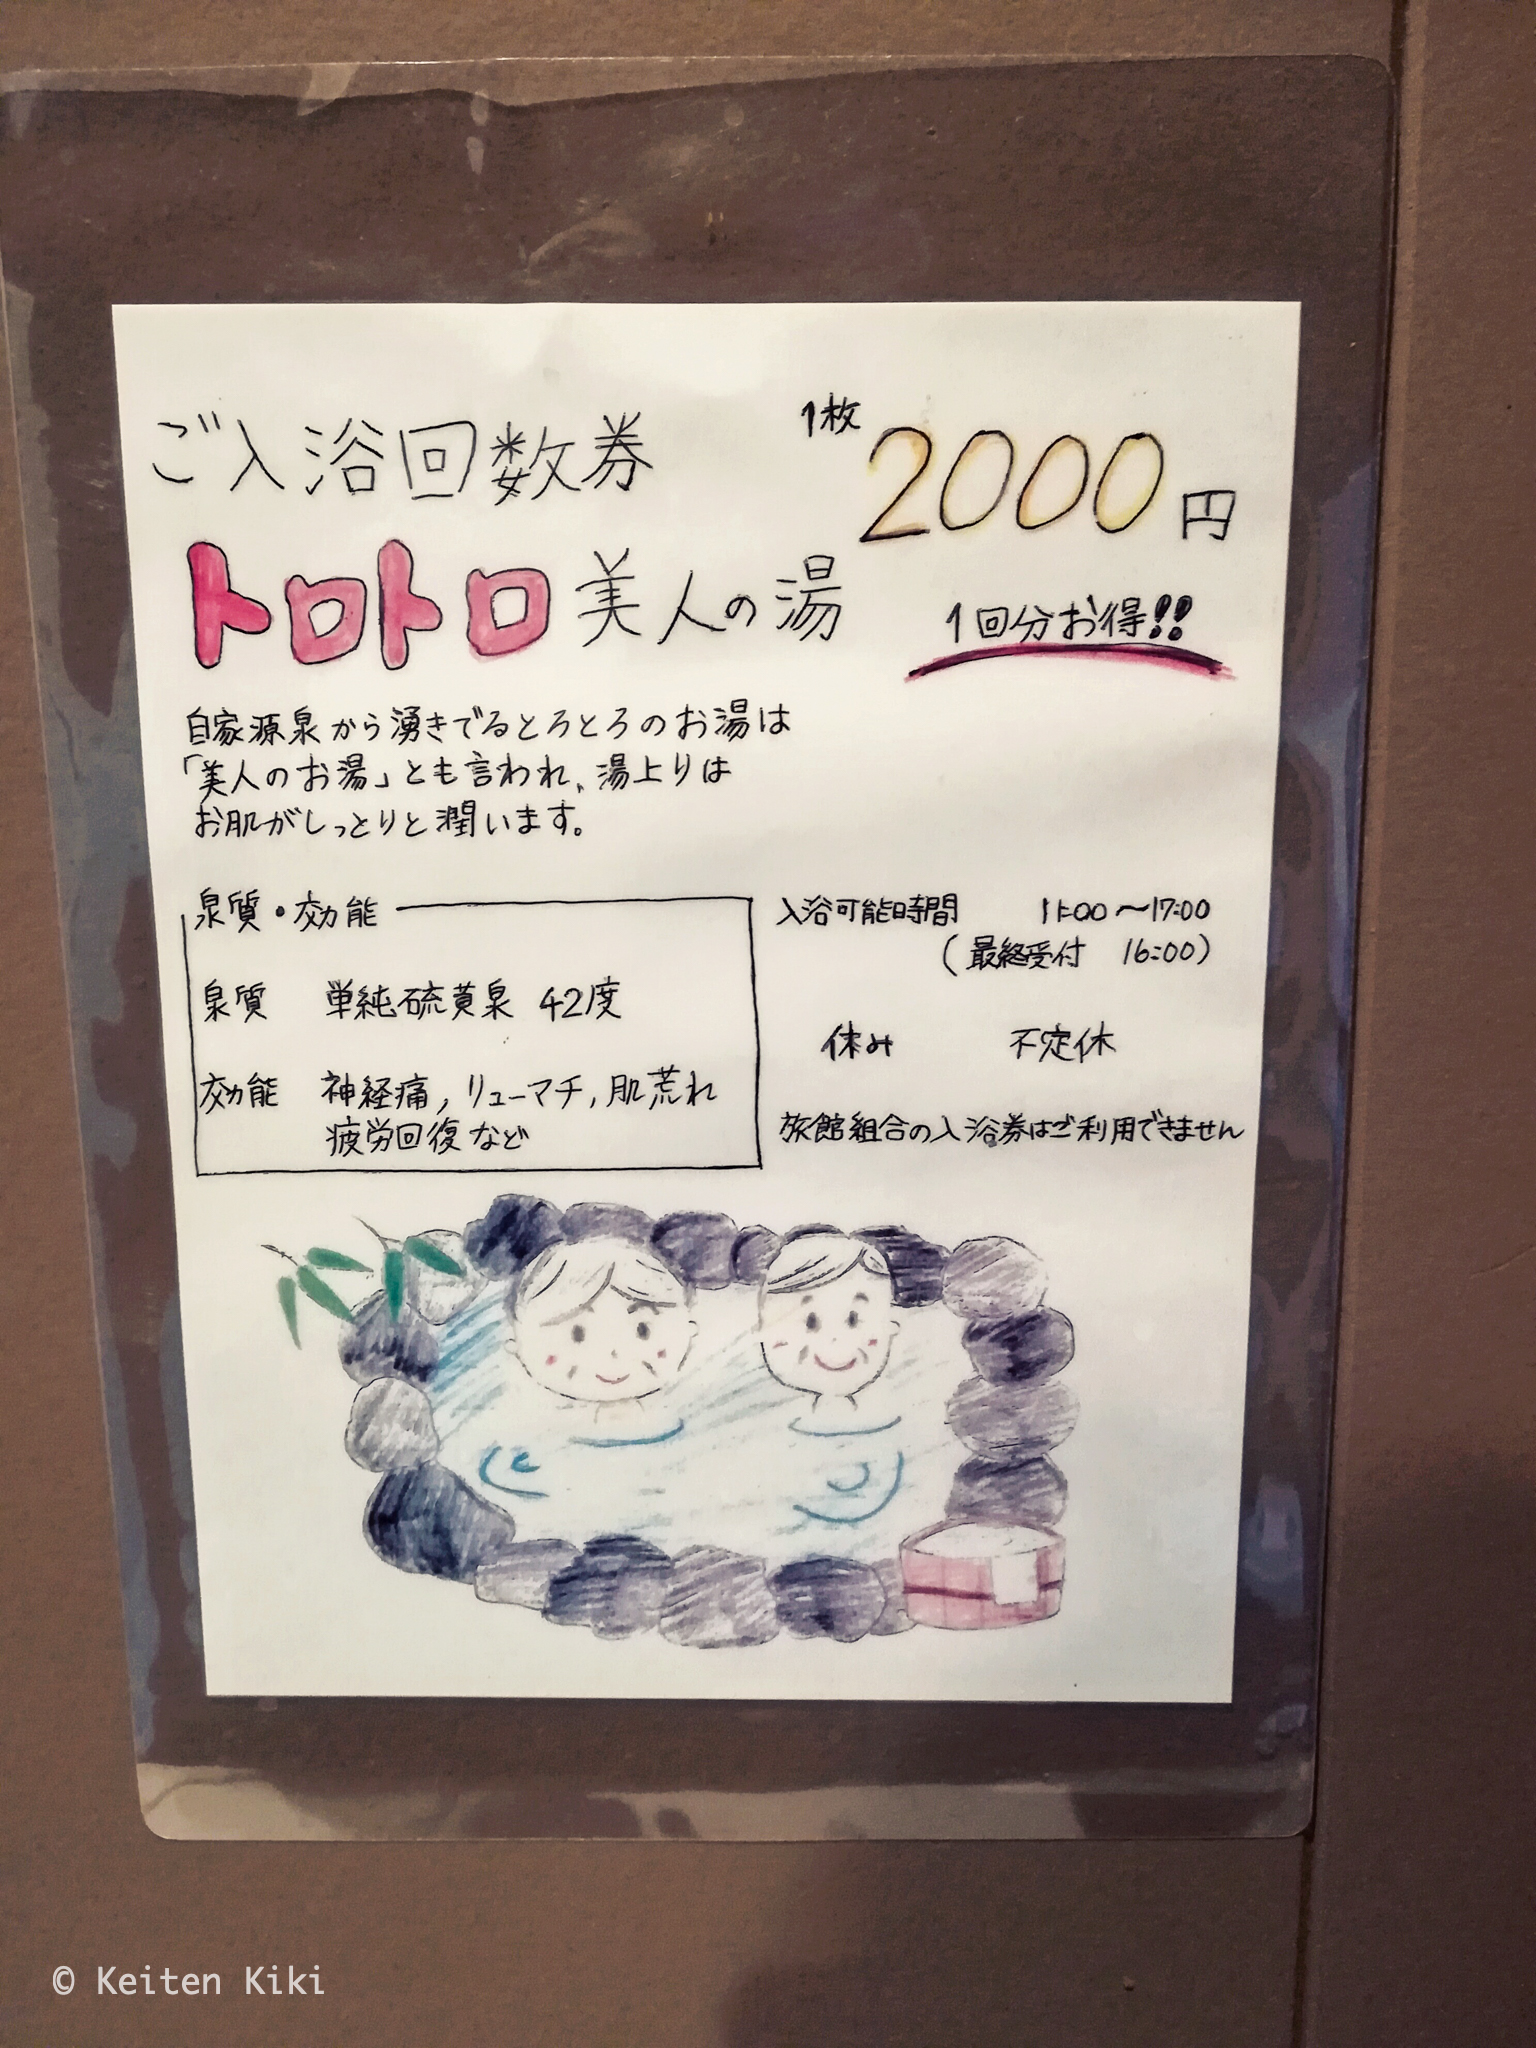 ご入浴回数券
1枚 2000円
トロトロ美人の湯
1回分お得!!
自家源泉から湧きでるとろとろのお湯は
「美人のお湯」とも言われ、湯上りは
お肌がしっとりと潤います。
泉質・効能
泉質 単純硫黄泉 42度
効能 神経痛,リューマチ,肌荒れ
疲労回復など
入浴可能時間 11:00〜17:00
(最終受付 16:00)
休み 不定休
旅館組合の入浴券はご利用できません
© Keiten Kiki